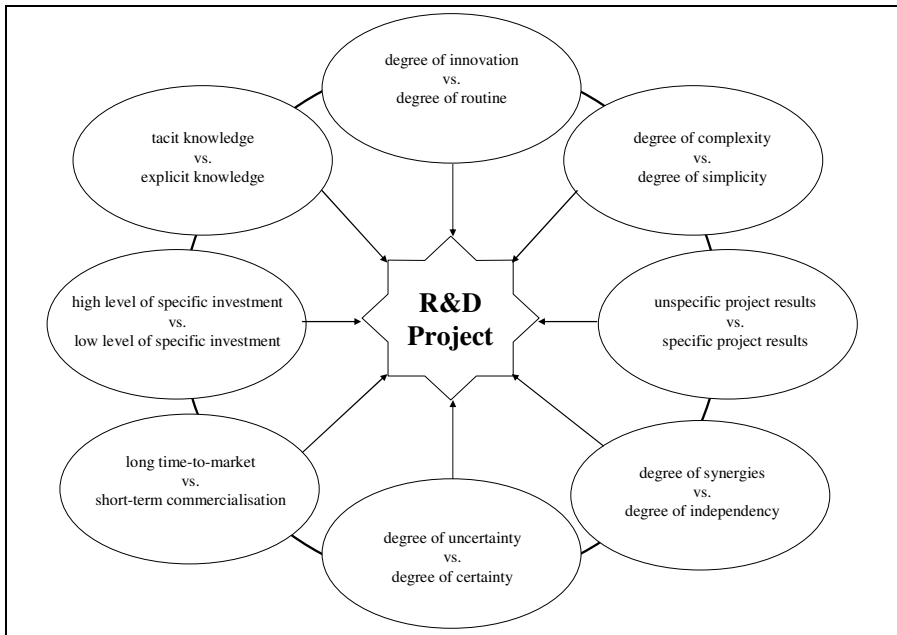 degree of innovation
vs.
degree of routine
tacit knowledge
vs.
explicit knowledge
degree of complexity
vs.
degree of simplicity
high level of specific investment
vs.
low level of specific investment
R&D
Project
unspecific project results
vs.
specific project results
long time-to-market
vs.
short-term commercialisation
degree of synergies
vs.
degree of independency
degree of uncertainty
vs.
degree of certainty